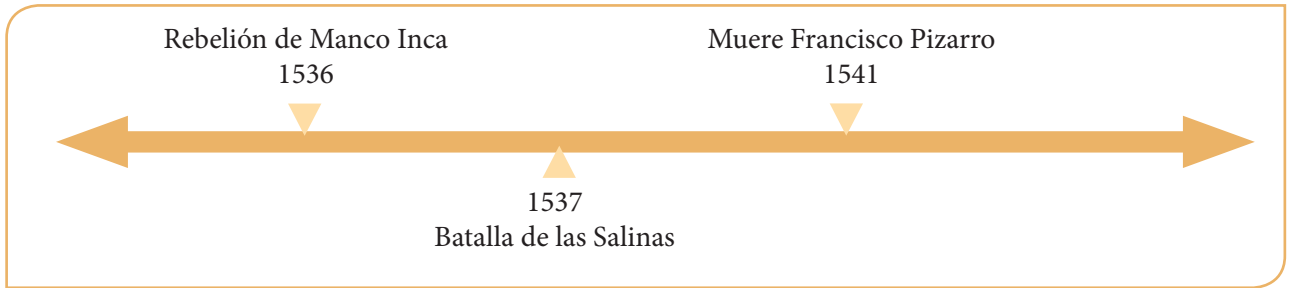 Rebelión de Manco Inca
1536
Muere Francisco Pizarro
1541
1537
Batalla de las Salinas